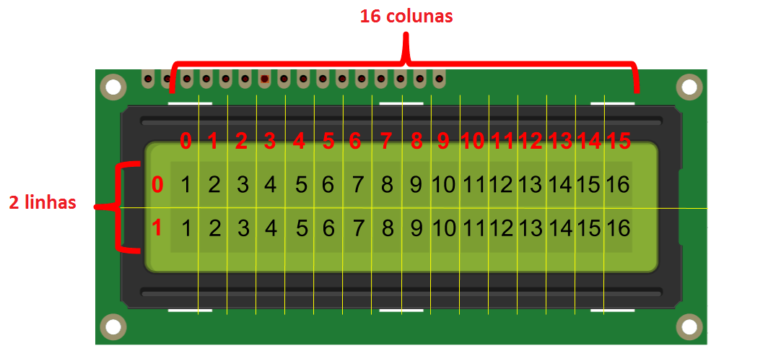 16 colunas
0 1 2 3 4 5 6 7 8 9 10 11 12 13 14 15
2 linhas
0 1 2 3 4 5 6 7 8 9 10 11 12 13 14 15 16
1 1 2 3 4 5 6 7 8 9 10 11 12 13 14 15 16